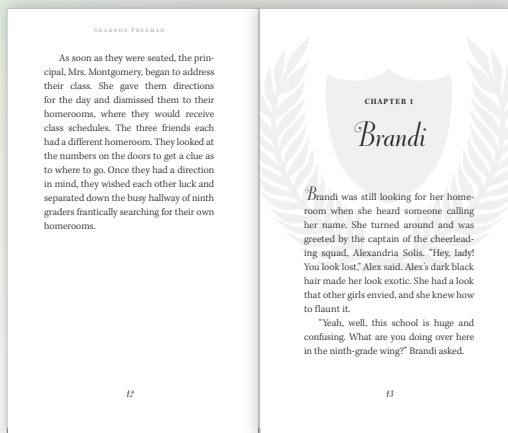 SHANNON FREEMAN
As soon as they were seated, the prin-
cipal, Mrs. Montgomery, began to address
their class. She gave them directions
for the day and dismissed them to their
homerooms, where they would receive
class schedules. The three friends each
had a different homeroom. They looked at
the numbers on the doors to get a clue as
to where to go. Once they had a direction
in mind, they wished each other luck and
separated down the busy hallway of ninth
graders frantically searching for their own
homerooms.
12
CHAPTER 1
Brandi
Brandi was still looking for her home-
room when she heard someone calling
her name. She turned around and was
greeted by the captain of the cheerlead-
ing squad, Alexandria Solis. "Hey, lady!
You look lost," Alex said. Alex's dark black
hair made her look exotic. She had a look
that other girls envied, and she knew how
to flaunt it.
"Yeah, well, this school is huge and
confusing. What are you doing over here
in the ninth-grade wing?" Brandi asked.
13